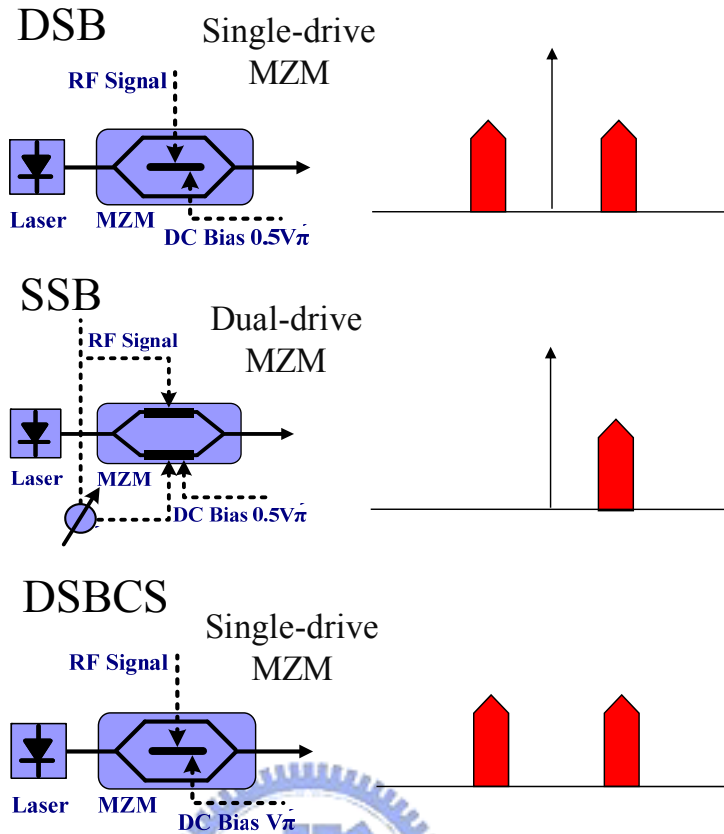 DSB
Single-drive
MZM
RF Signal
Laser
MZM
DC Bias 0.5Vπ
SSB
Dual-drive
MZM
RF Signal
Laser
MZM
DC Bias 0.5Vπ
DSBCS
Single-drive
MZM
RF Signal
Laser
MZM
DC Bias Vπ